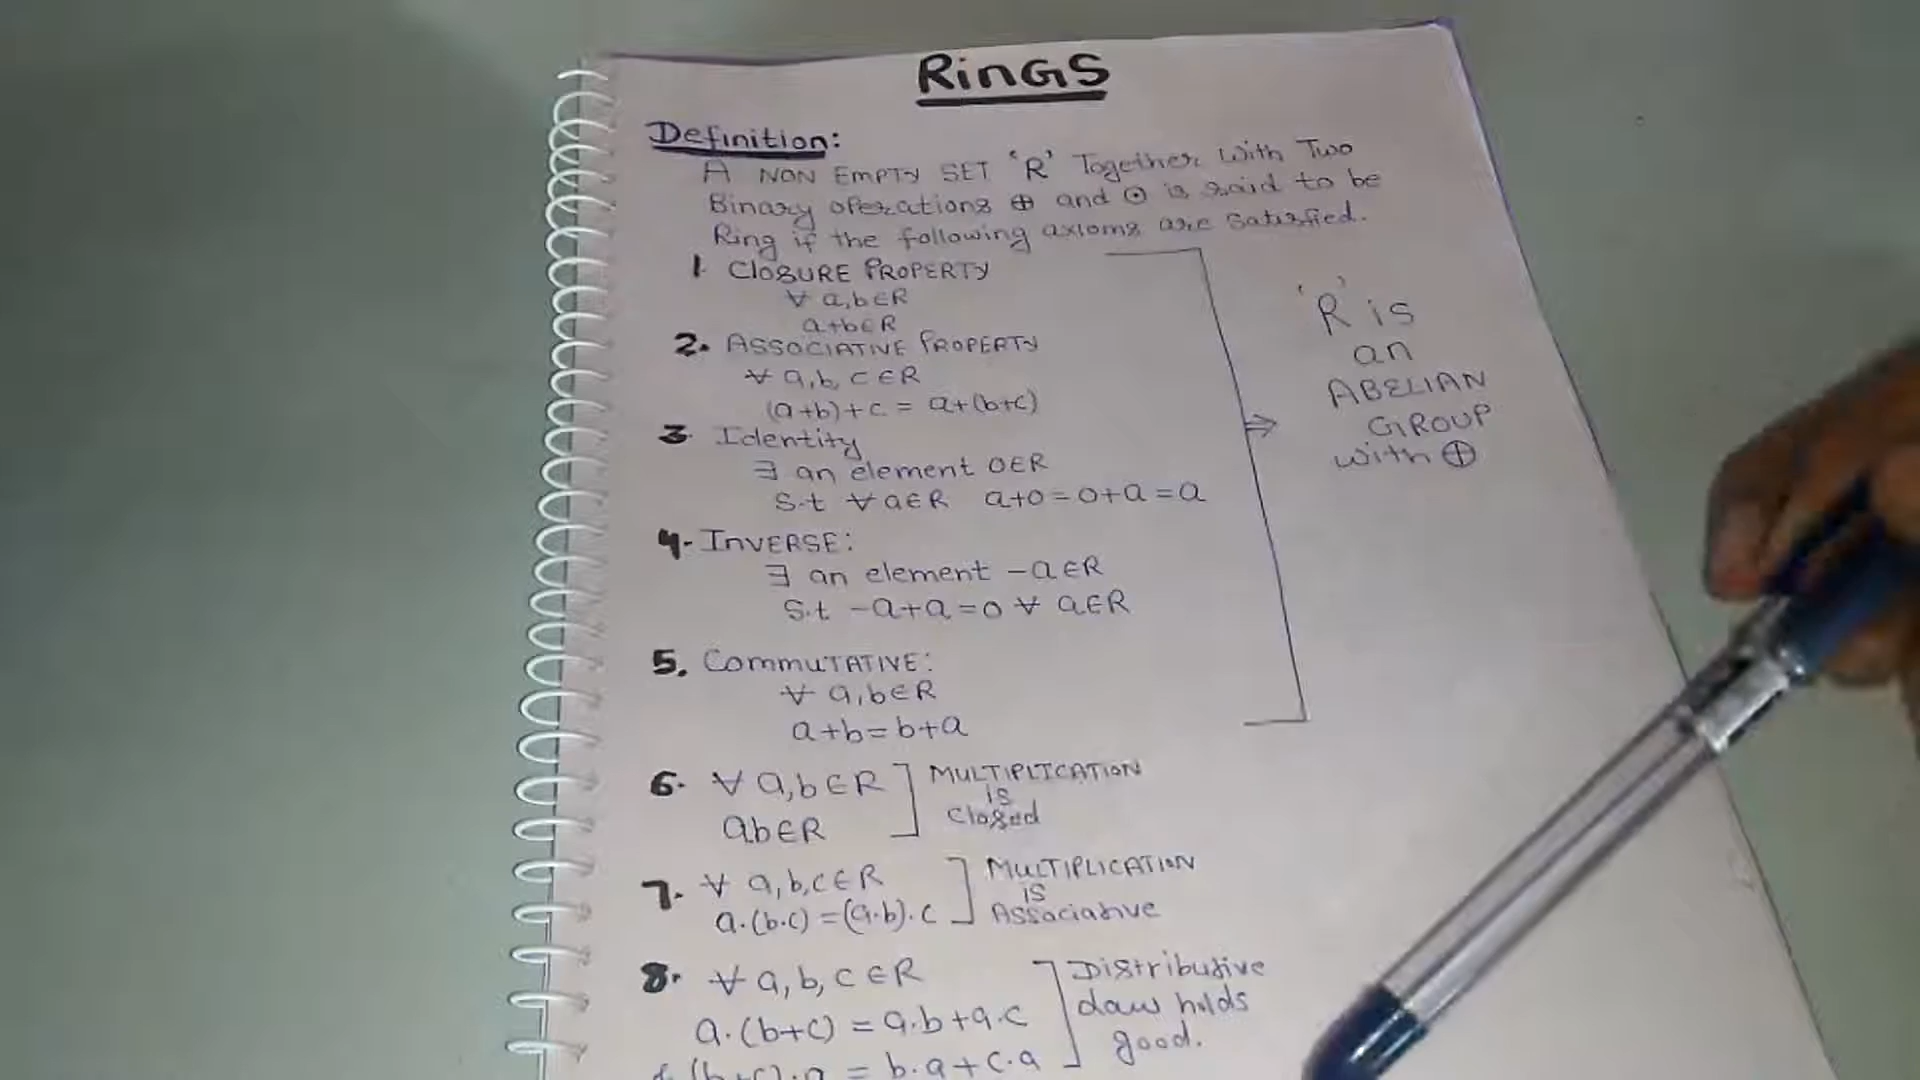 RinGS
Definition:
A NON EMPTY SET 'R' Together With Two
Binary operations ⊕ and ⊙ is said to be
Ring if the following axioms are satisfied.
1. CLOSURE PROPERTY
∀ a,b∈R
a+b∈R
2. ASSOCIATIVE PROPERTY
∀ a,b,c∈R
(a+b)+c = a+(b+c)
3. Identity
∃ an element 0∈R
s.t ∀ a∈R a+0=0+a=a
4. INVERSE:
∃ an element -a∈R
s.t -a+a=0 ∀ a∈R
5. COMMUTATIVE:
∀ a,b∈R
a+b=b+a
'R' is
an
ABELIAN
GROUP
with ⊕
⇒
6. ∀ a,b∈R
ab∈R
MULTIPLICATION
is
Closed
7. ∀ a,b,c∈R
a.(b.c) = (a.b).c
MULTIPLICATION
is
Associative
8. ∀ a,b,c∈R
a.(b+c) = a.b+a.c
& (b+c).a = b.a+c.a
Distributive
Law holds
good.